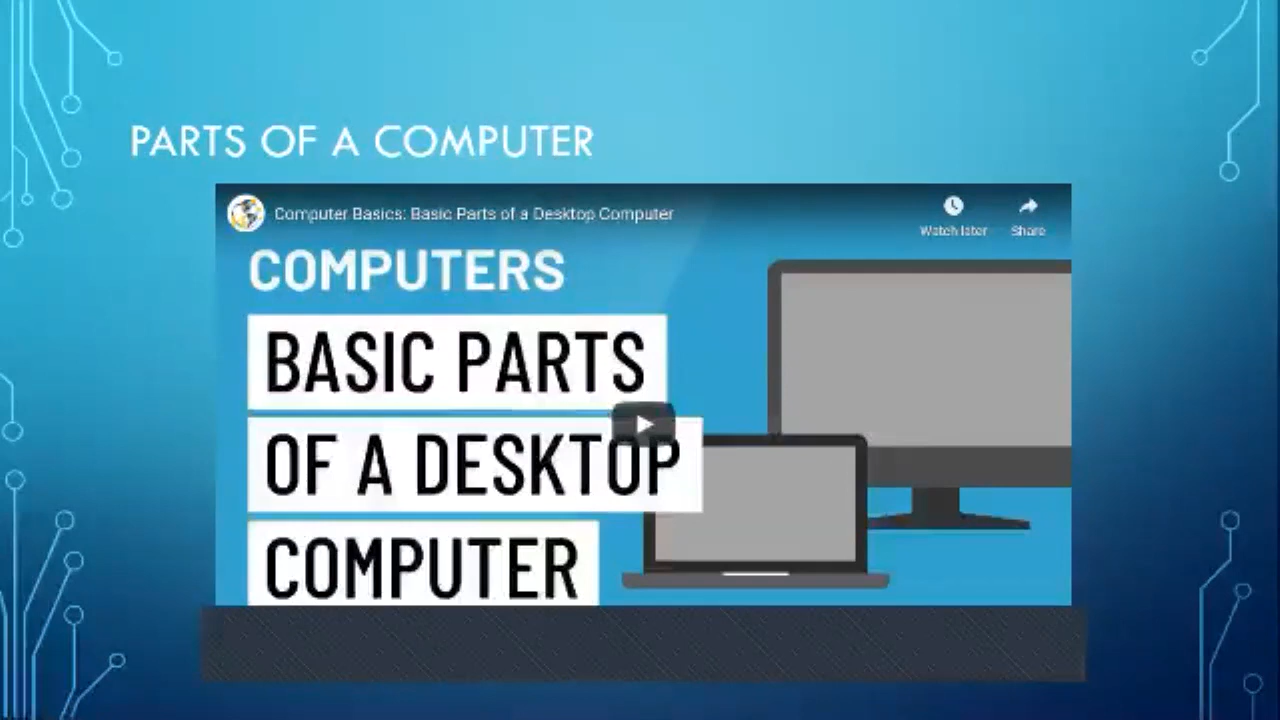 PARTS OF A COMPUTER
Computer Basics: Basic Parts of a Desktop Computer
Watch later
Share
COMPUTERS
BASIC PARTS
OF A DESKTOP
COMPUTER